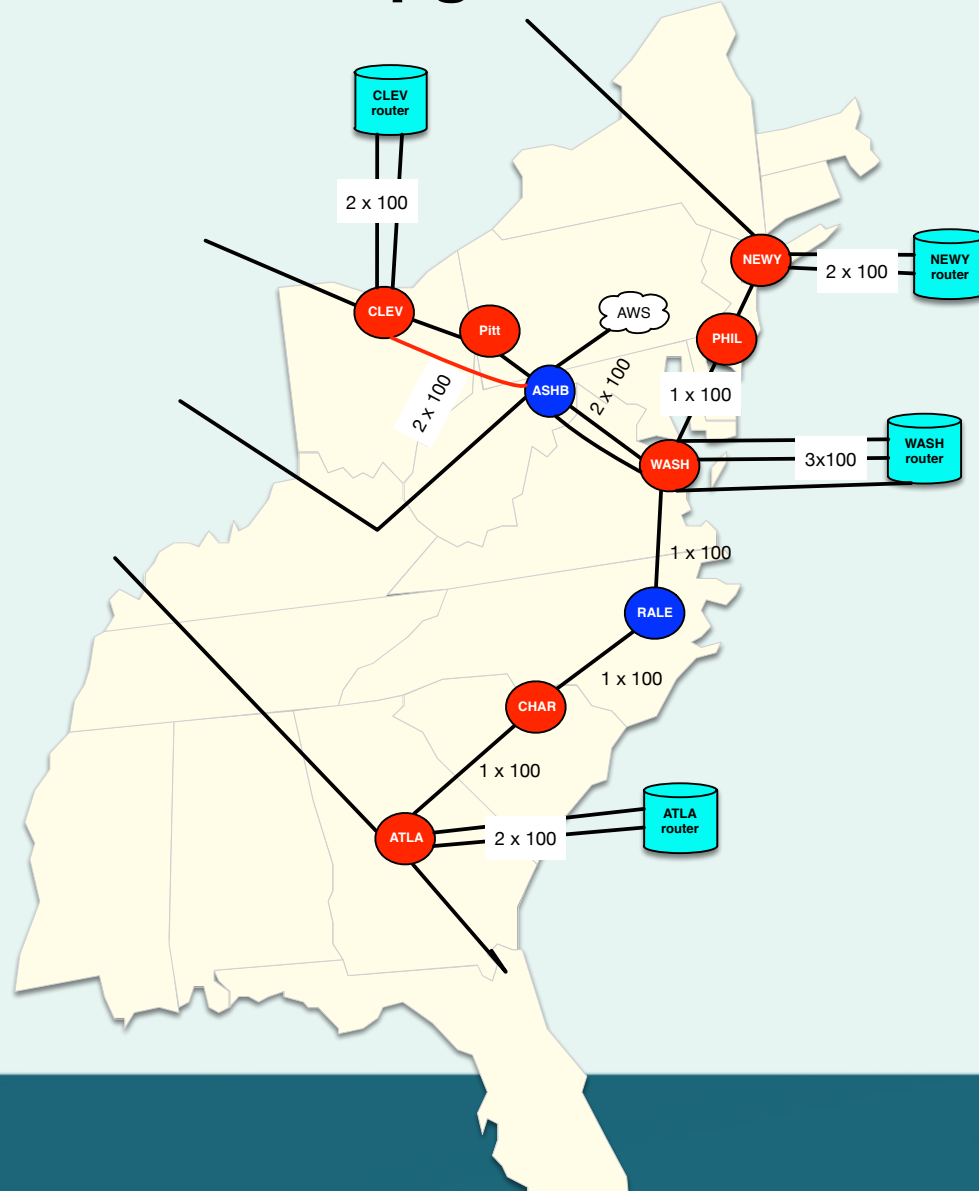 CLEV
router
2 x 100
NEWY
NEWY
router
2 x 100
CLEV
Pitt
AWS
PHIL
ASHB
2 x 100
2 x 100
1 x 100
WASH
WASH
router
3x100
1 x 100
RALE
1 x 100
CHAR
1 x 100
ATLA
router
ATLA
2 x 100